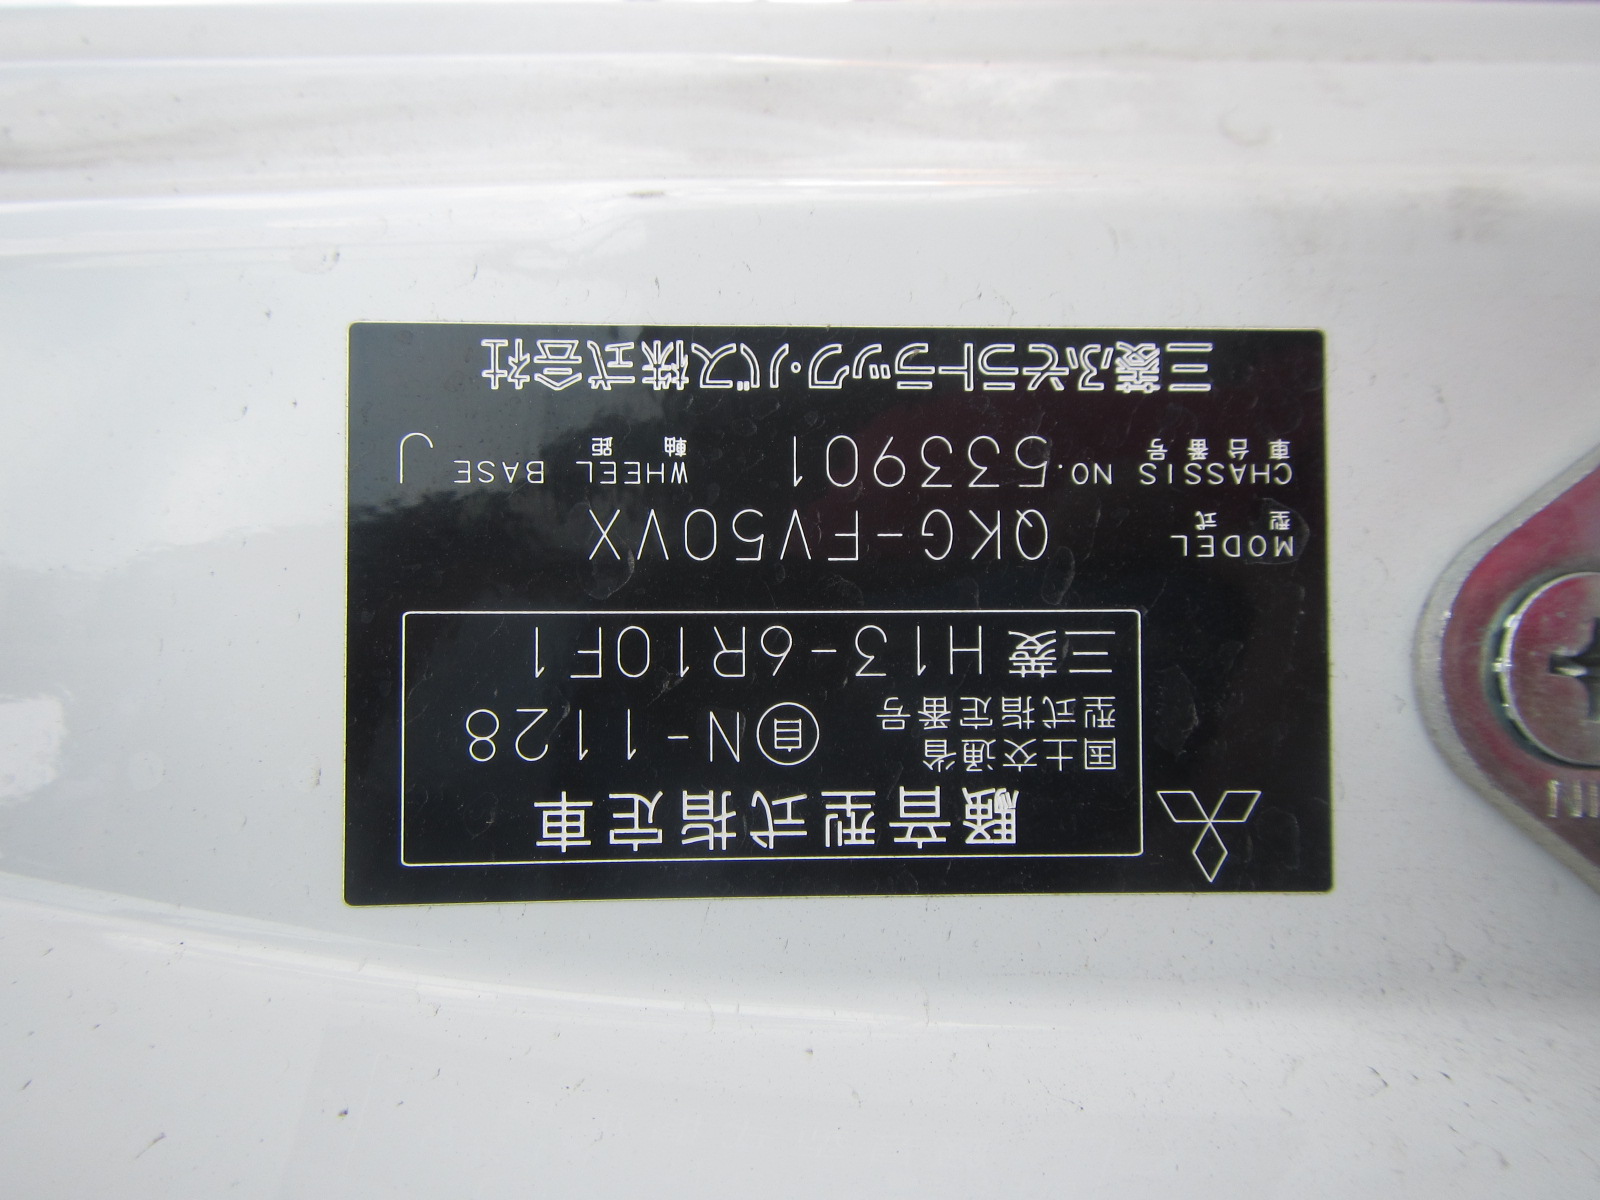 騒音型式指定車
国土交通省
型式指定番号 自N-1128
三菱 H13-6R10F1
MODEL
型式 QKG-FV50VX
CHASSIS NO.
車台番号 533901 WHEEL BASE
軸距 J
三菱ふそうトラック・バス株式会社